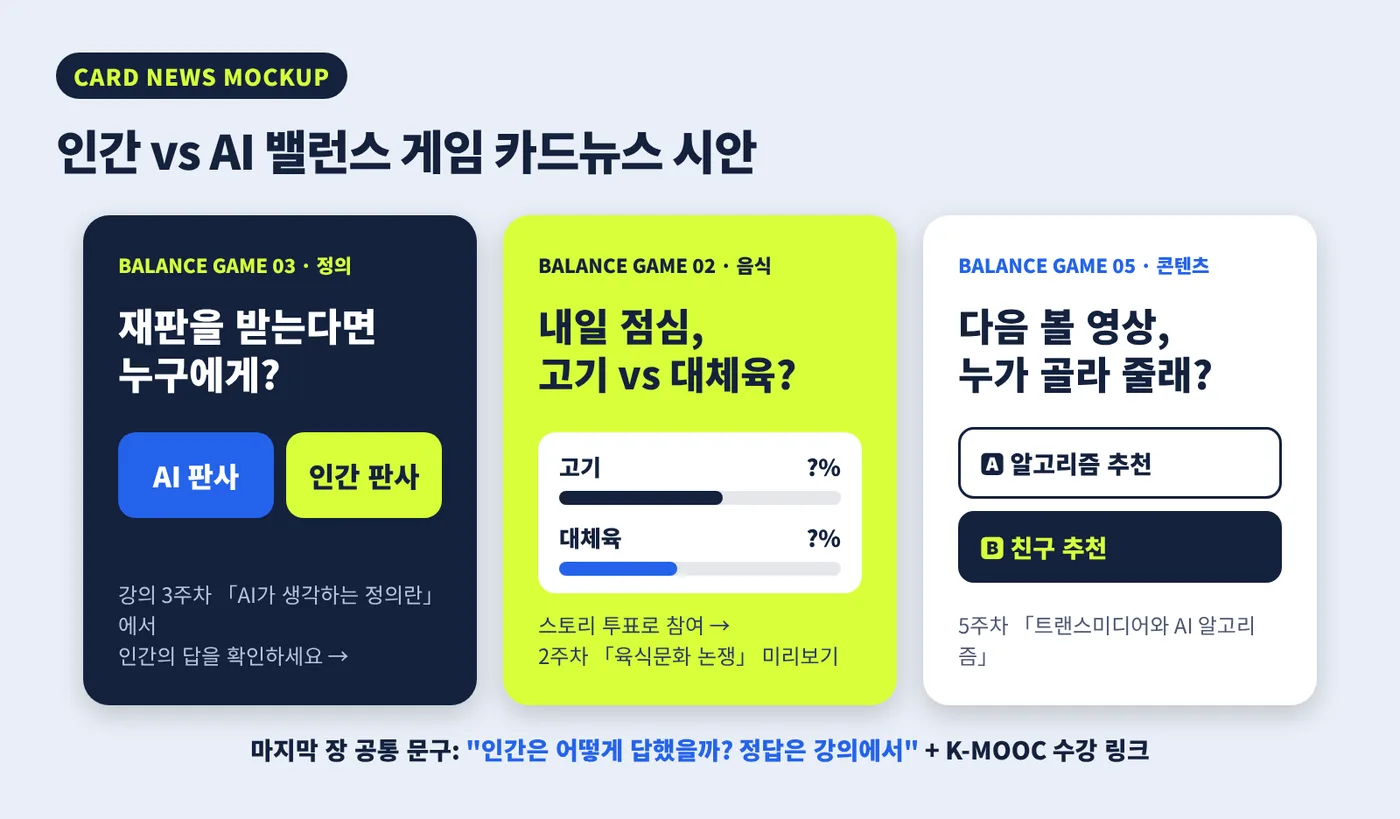 CARD NEWS MOCKUP
인간 vs AI 밸런스 게임 카드뉴스 시안
BALANCE GAME 03 · 정의
재판을 받는다면
누구에게?
AI 판사
인간 판사
강의 3주차 「AI가 생각하는 정의란」
에서
인간의 답을 확인하세요 →
BALANCE GAME 02 · 음식
내일 점심,
고기 vs 대체육?
고기 ?%
대체육 ?%
스토리 투표로 참여 →
2주차 「육식문화 논쟁」 미리보기
BALANCE GAME 05 · 콘텐츠
다음 볼 영상,
누가 골라 줄래?
A 알고리즘 추천
B 친구 추천
5주차 「트랜스미디어와 AI 알고리
즘」
마지막 장 공통 문구: "인간은 어떻게 답했을까? 정답은 강의에서" + K-MOOC 수강 링크